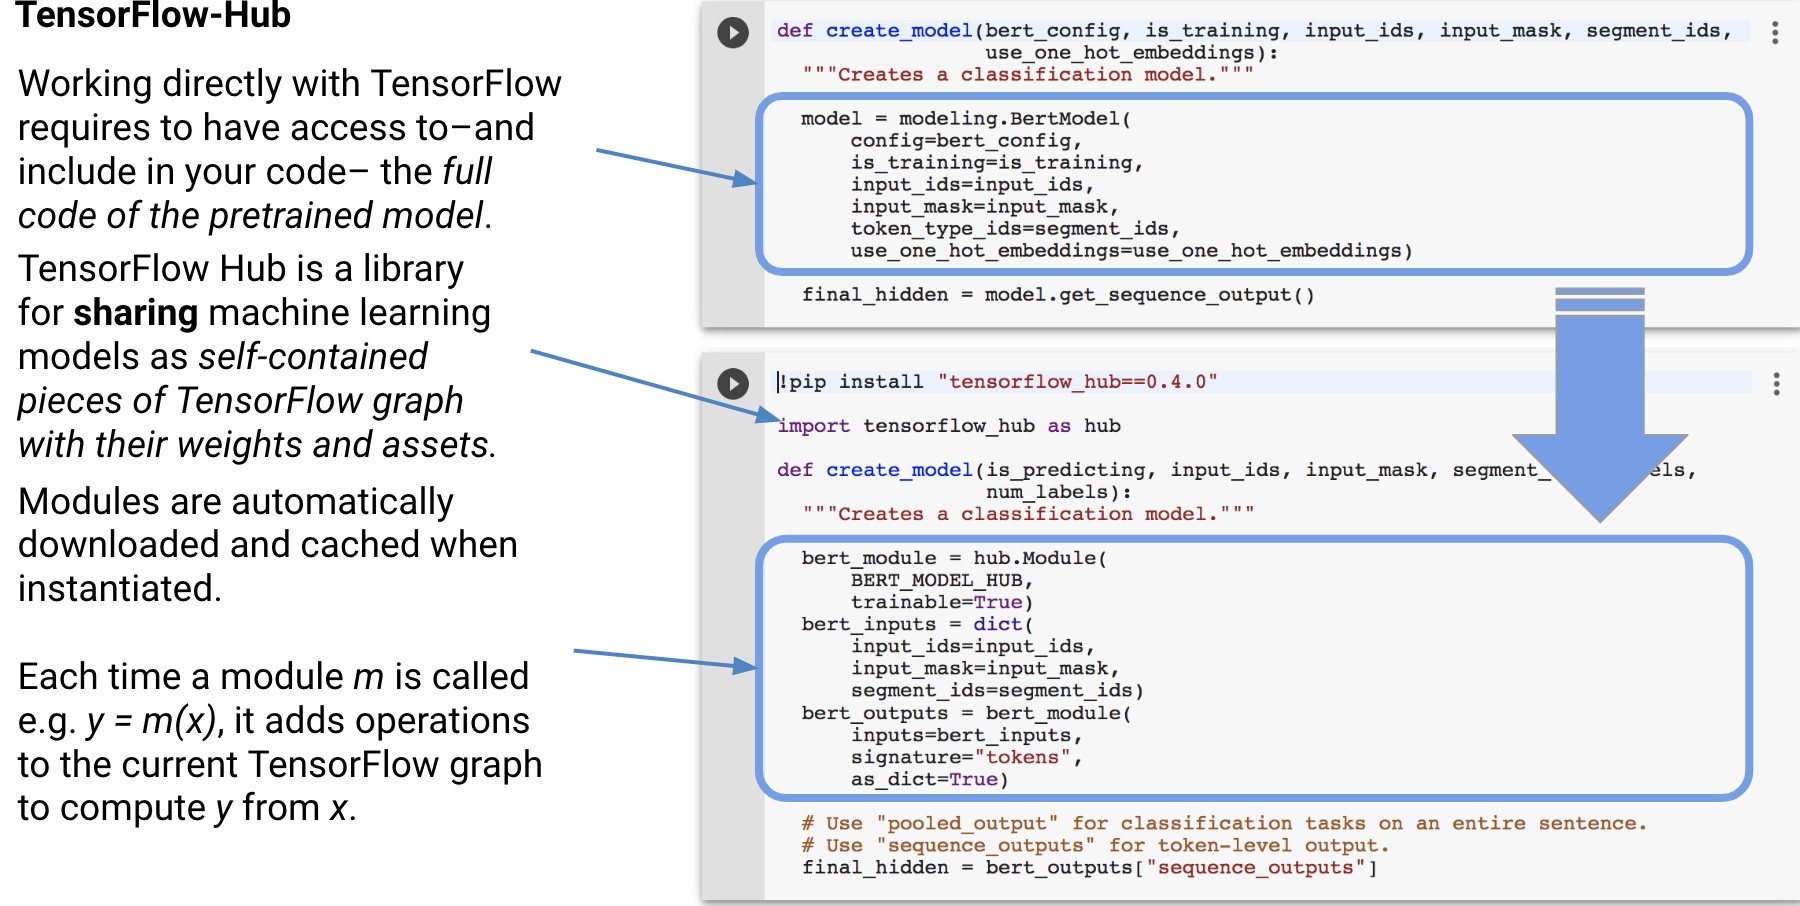 TensorFlow-Hub
Working directly with TensorFlow
requires to have access to–and
include in your code– the full
code of the pretrained model.
TensorFlow Hub is a library
for sharing machine learning
models as self-contained
pieces of TensorFlow graph
with their weights and assets.
Modules are automatically
downloaded and cached when
instantiated.
Each time a module m is called
e.g. y = m(x), it adds operations
to the current TensorFlow graph
to compute y from x.
def create_model(bert_config, is_training, input_ids, input_mask, segment_ids,
use_one_hot_embeddings):
"""Creates a classification model."""
model = modeling.BertModel(
config=bert_config,
is_training=is_training,
input_ids=input_ids,
input_mask=input_mask,
token_type_ids=segment_ids,
use_one_hot_embeddings=use_one_hot_embeddings)
final_hidden = model.get_sequence_output()
!pip install "tensorflow_hub==0.4.0"
import tensorflow_hub as hub
def create_model(is_predicting, input_ids, input_mask, segment_ els,
num_labels):
"""Creates a classification model."""
bert_module = hub.Module(
BERT_MODEL_HUB,
trainable=True)
bert_inputs = dict(
input_ids=input_ids,
input_mask=input_mask,
segment_ids=segment_ids)
bert_outputs = bert_module(
inputs=bert_inputs,
signature="tokens",
as_dict=True)
# Use "pooled_output" for classification tasks on an entire sentence.
# Use "sequence_outputs" for token-level output.
final_hidden = bert_outputs["sequence_outputs"]